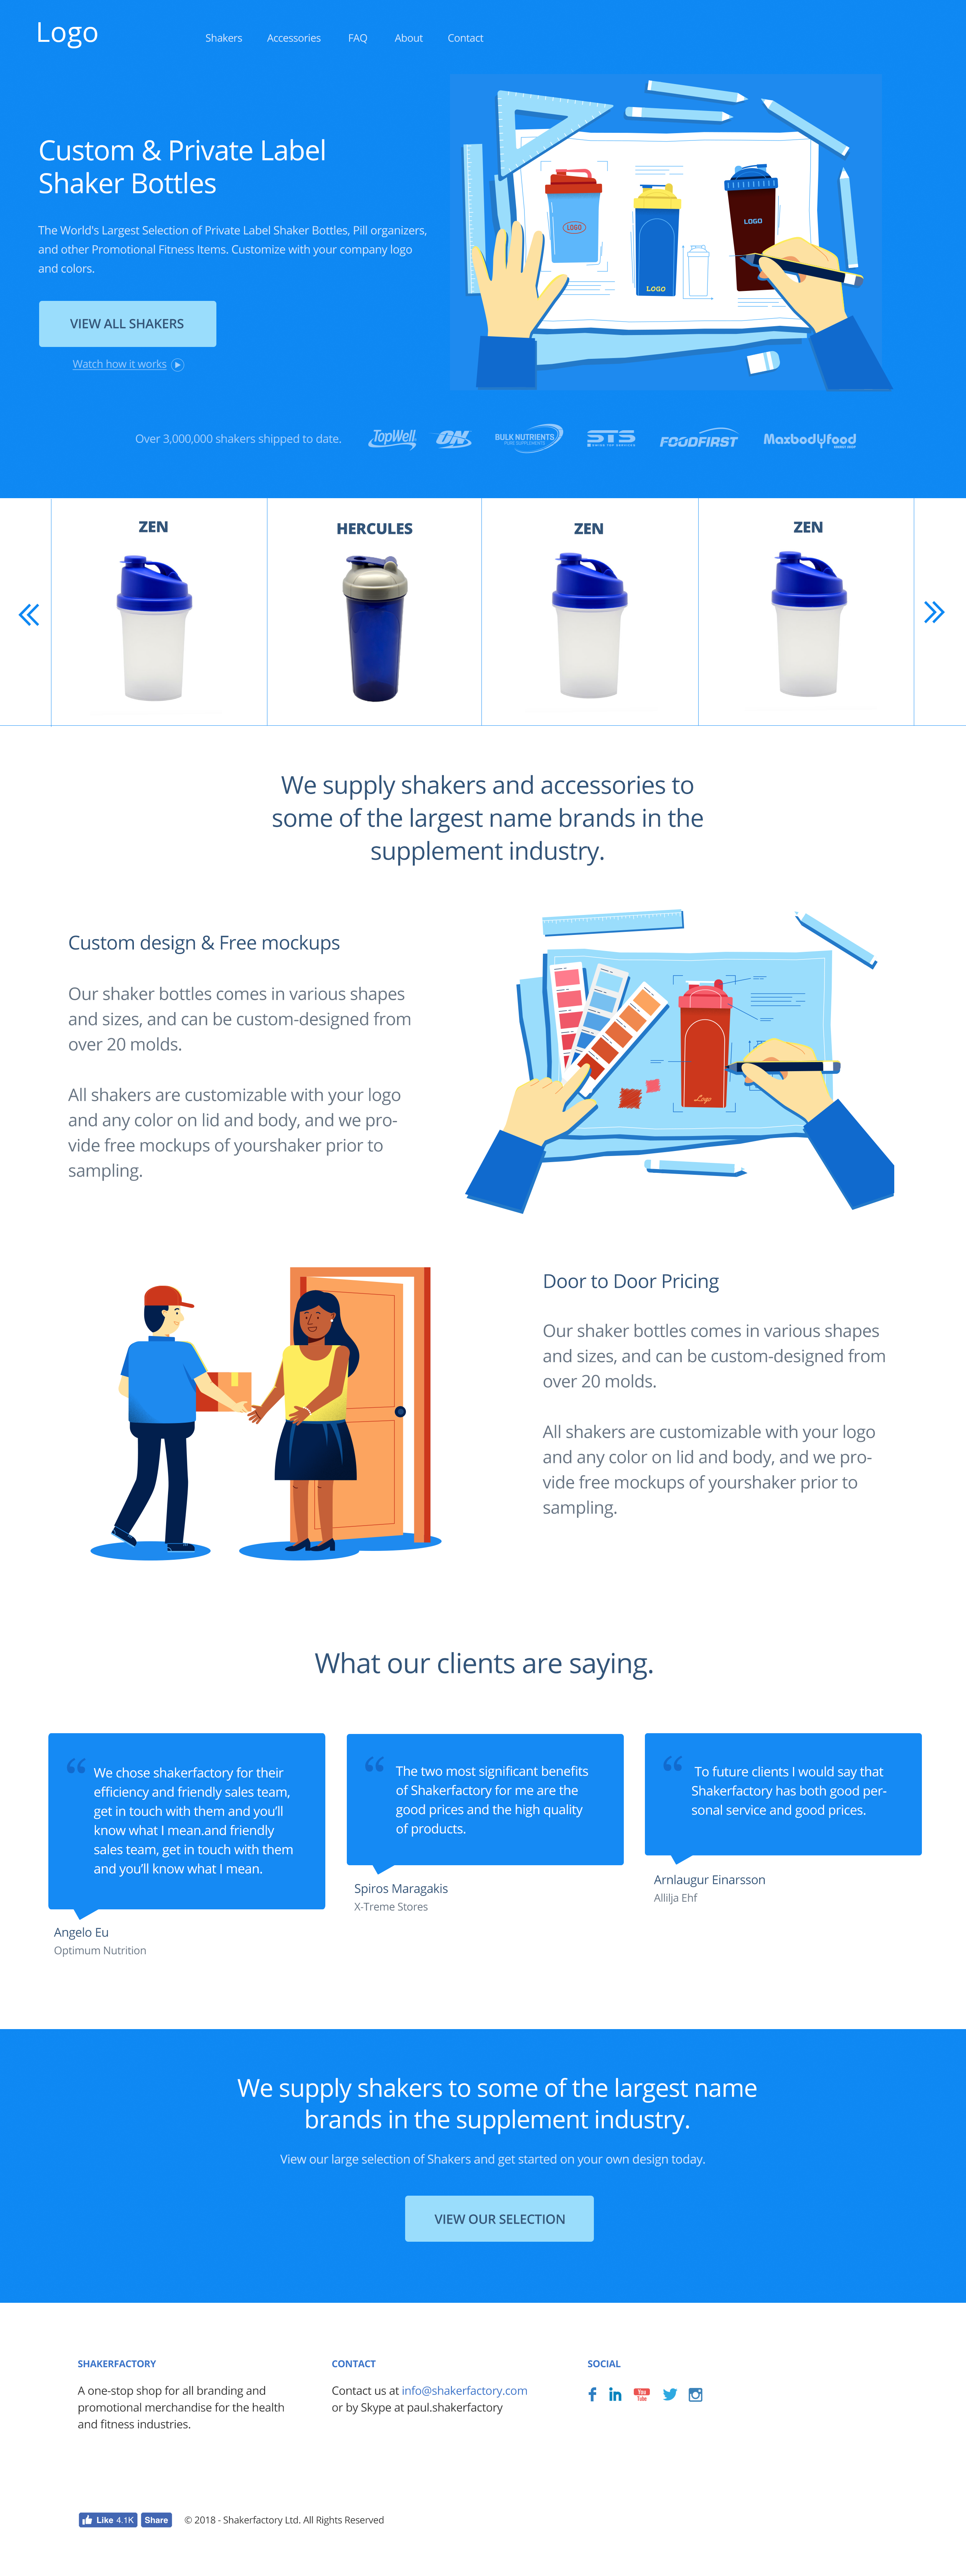 Logo
Shakers Accessories FAQ About Contact
Custom & Private Label
Shaker Bottles
The World's Largest Selection of Private Label Shaker Bottles, Pill organizers,
and other Promotional Fitness Items. Customize with your company logo
and colors.
VIEW ALL SHAKERS
Watch how it works
LOGO
LOGO
LOGO
Over 3,000,000 shakers shipped to date.
TopWell ON BULK NUTRIENTS STS FOODFIRST Maxbodyfood
PURE SUPPLEMENTS
ZEN
HERCULES
ZEN
ZEN
We supply shakers and accessories to
some of the largest name brands in the
supplement industry.
Custom design & Free mockups
Our shaker bottles comes in various shapes
and sizes, and can be custom-designed from
over 20 molds.
All shakers are customizable with your logo
and any color on lid and body, and we pro-
vide free mockups of yourshaker prior to
sampling.
Logo
Door to Door Pricing
Our shaker bottles comes in various shapes
and sizes, and can be custom-designed from
over 20 molds.
All shakers are customizable with your logo
and any color on lid and body, and we pro-
vide free mockups of yourshaker prior to
sampling.
What our clients are saying.
“ We chose shakerfactory for their
efficiency and friendly sales team,
get in touch with them and you'll
know what I mean.and friendly
sales team, get in touch with them
and you'll know what I mean.
Angelo Eu
Optimum Nutrition
“ The two most significant benefits
of Shakerfactory for me are the
good prices and the high quality
of products.
Spiros Maragakis
X-Treme Stores
“ To future clients I would say that
Shakerfactory has both good per-
sonal service and good prices.
Arnlaugur Einarsson
Allilja Ehf
We supply shakers to some of the largest name
brands in the supplement industry.
View our large selection of Shakers and get started on your own design today.
VIEW OUR SELECTION
SHAKERFACTORY
A one-stop shop for all branding and
promotional merchandise for the health
and fitness industries.
CONTACT
Contact us at info@shakerfactory.com
or by Skype at paul.shakerfactory
SOCIAL
f in You Tube
Like 4.1K Share © 2018 - Shakerfactory Ltd. All Rights Reserved